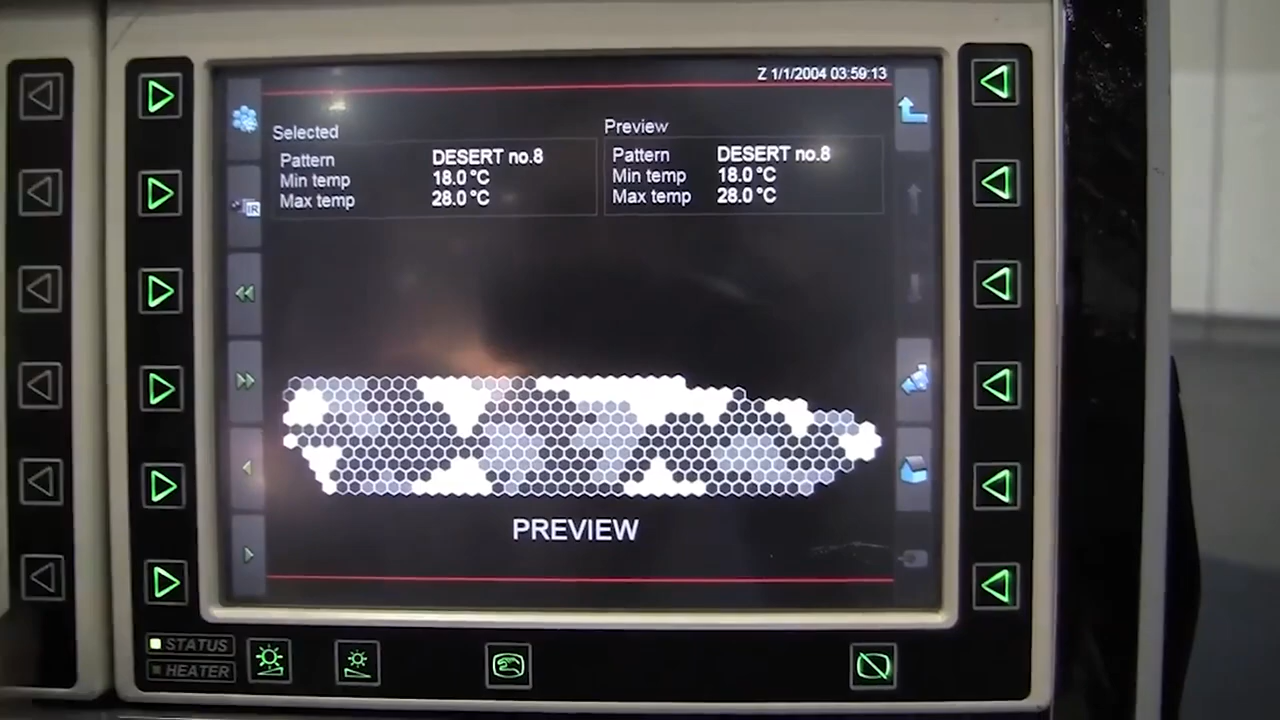 Z 1/1/2004 03:59:13
Selected
Pattern DESERT no.8
Min temp 18.0 °C
Max temp 28.0 °C
Preview
Pattern DESERT no.8
Min temp 18.0 °C
Max temp 28.0 °C
IR
PREVIEW
STATUS
HEATER